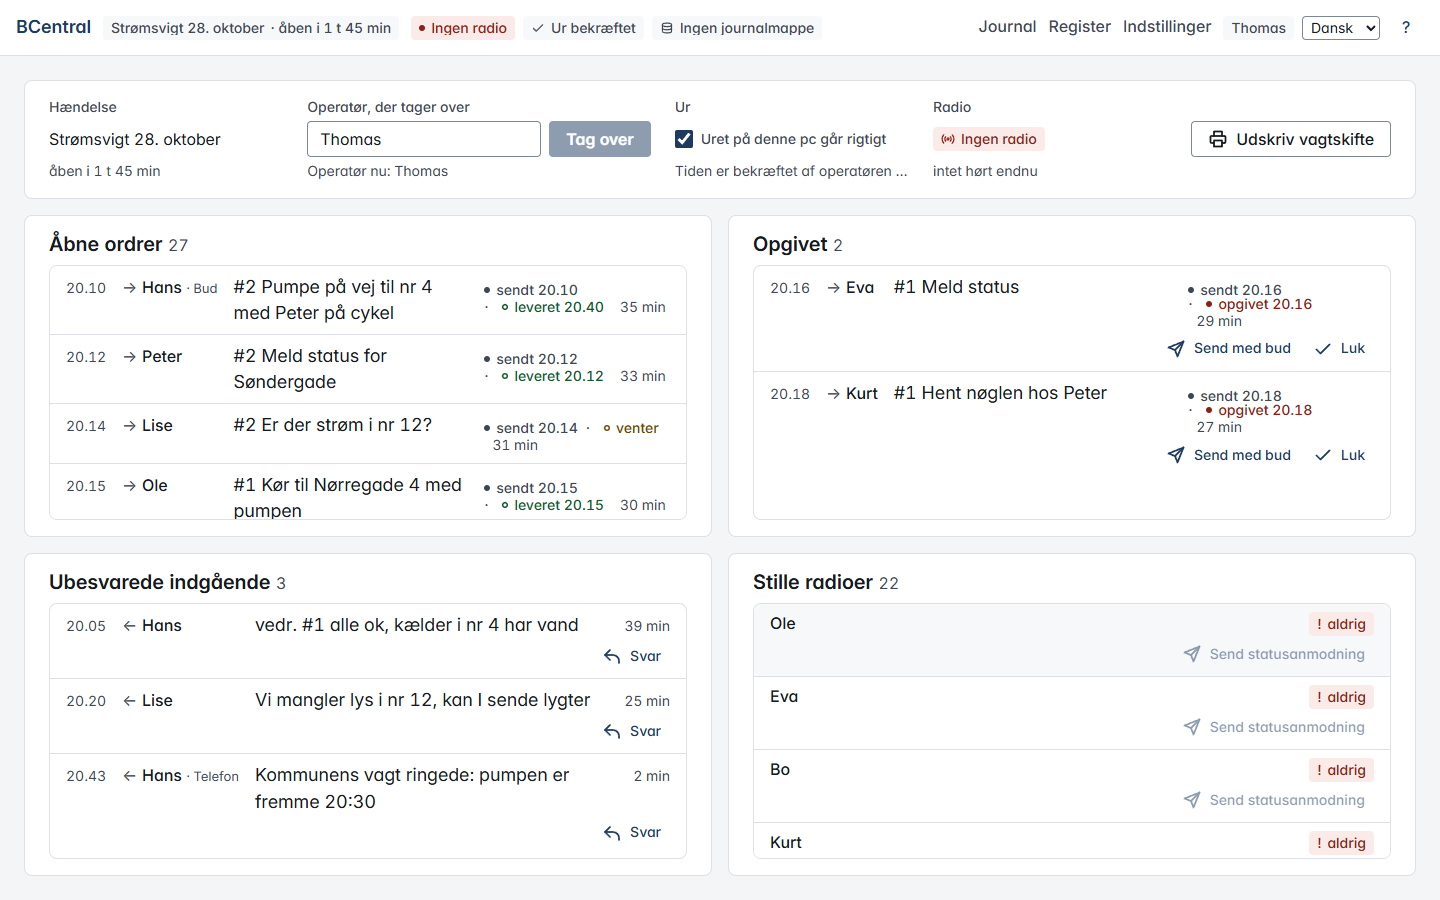 BCentral
Strømsvigt 28. oktober · åben i 1 t 45 min
Ingen radio
Ur bekræftet
Ingen journalmappe
Journal
Register
Indstillinger
Thomas
Dansk
?
Hændelse
Strømsvigt 28. oktober
åben i 1 t 45 min
Operatør, der tager over
Thomas
Tag over
Operatør nu: Thomas
Ur
Uret på denne pc går rigtigt
Tiden er bekræftet af operatøren ...
Radio
Ingen radio
intet hørt endnu
Udskriv vagtskifte
Åbne ordrer 27
20.10 → Hans · Bud #2 Pumpe på vej til nr 4 • sendt 20.10
med Peter på cykel · leveret 20.40 35 min
20.12 → Peter #2 Meld status for • sendt 20.12
Søndergade · leveret 20.12 33 min
20.14 → Lise #2 Er der strøm i nr 12? • sendt 20.14 · venter
31 min
20.15 → Ole #1 Kør til Nørregade 4 med • sendt 20.15
pumpen · leveret 20.15 30 min
Opgivet 2
20.16 → Eva #1 Meld status • sendt 20.16
· • opgivet 20.16
29 min
Send med bud Luk
20.18 → Kurt #1 Hent nøglen hos Peter • sendt 20.18
· • opgivet 20.18
27 min
Send med bud Luk
Ubesvarede indgående 3
20.05 ← Hans vedr. #1 alle ok, kælder i nr 4 har vand 39 min
Svar
20.20 ← Lise Vi mangler lys i nr 12, kan I sende lygter 25 min
Svar
20.43 ← Hans · Telefon Kommunens vagt ringede: pumpen er 2 min
fremme 20:30
Svar
Stille radioer 22
Ole ! aldrig
Send statusanmodning
Eva ! aldrig
Send statusanmodning
Bo ! aldrig
Send statusanmodning
Kurt ! aldrig